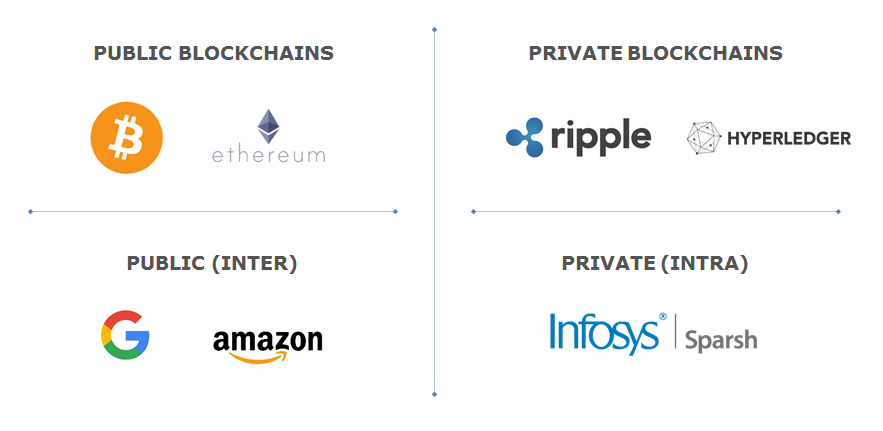 PUBLIC BLOCKCHAINS
PRIVATE BLOCKCHAINS
ethereum
ripple
HYPERLEDGER
PUBLIC (INTER)
PRIVATE (INTRA)
amazon
Infosys® | Sparsh